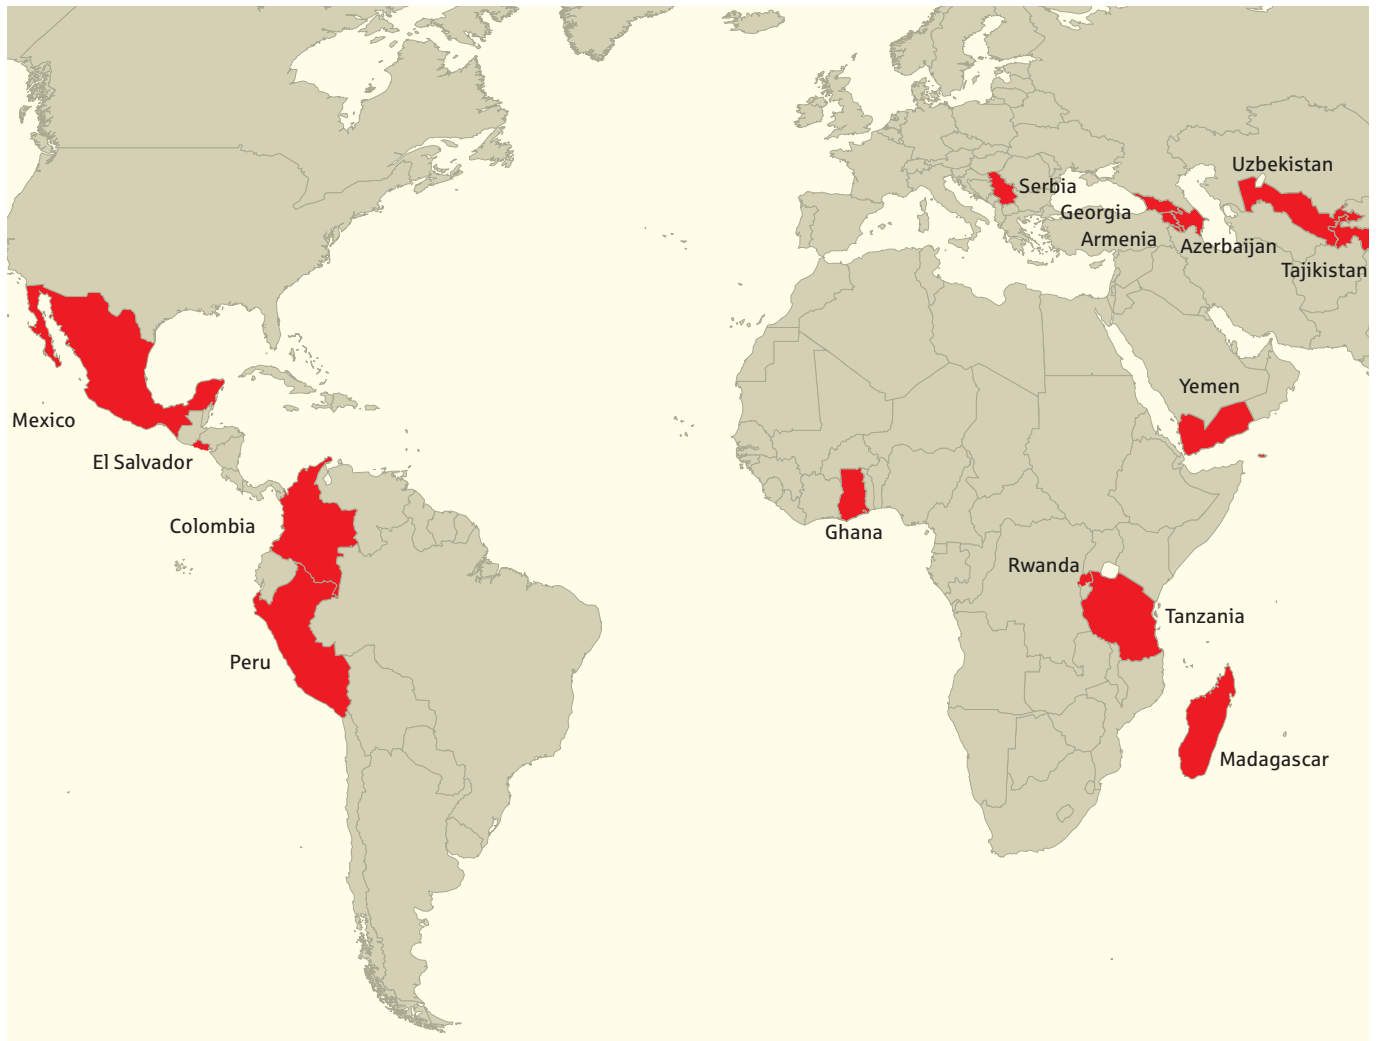 Uzbekistan
Serbia
Georgia
Armenia
Azerbaijan
Tajikistan
Yemen
Mexico
El Salvador
Colombia
Ghana
Rwanda
Tanzania
Peru
Madagascar